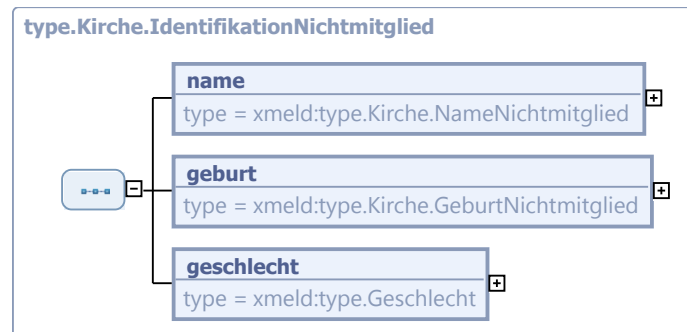 type.Kirche.IdentifikationNichtmitglied
name
type = xmeld:type.Kirche.NameNichtmitglied
geburt
type = xmeld:type.Kirche.GeburtNichtmitglied
geschlecht
type = xmeld:type.Geschlecht